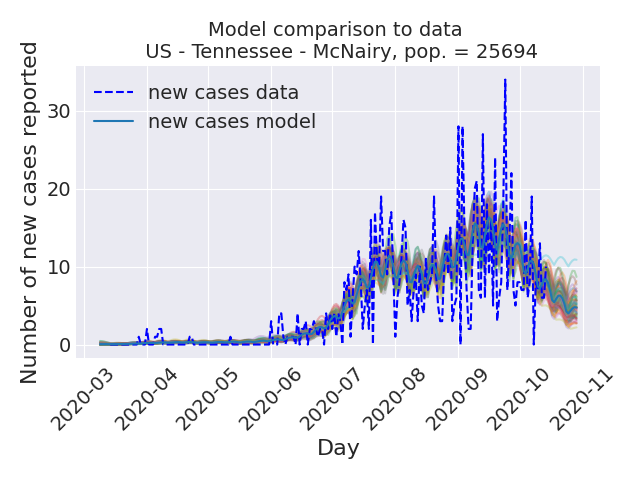 Model comparison to data
US - Tennessee - McNairy, pop. = 25694
Number of new cases reported
new cases data
new cases model
30
20
10
0
2020-03
2020-04
2020-05
2020-06
2020-07
2020-08
2020-09
2020-10
2020-11
Day